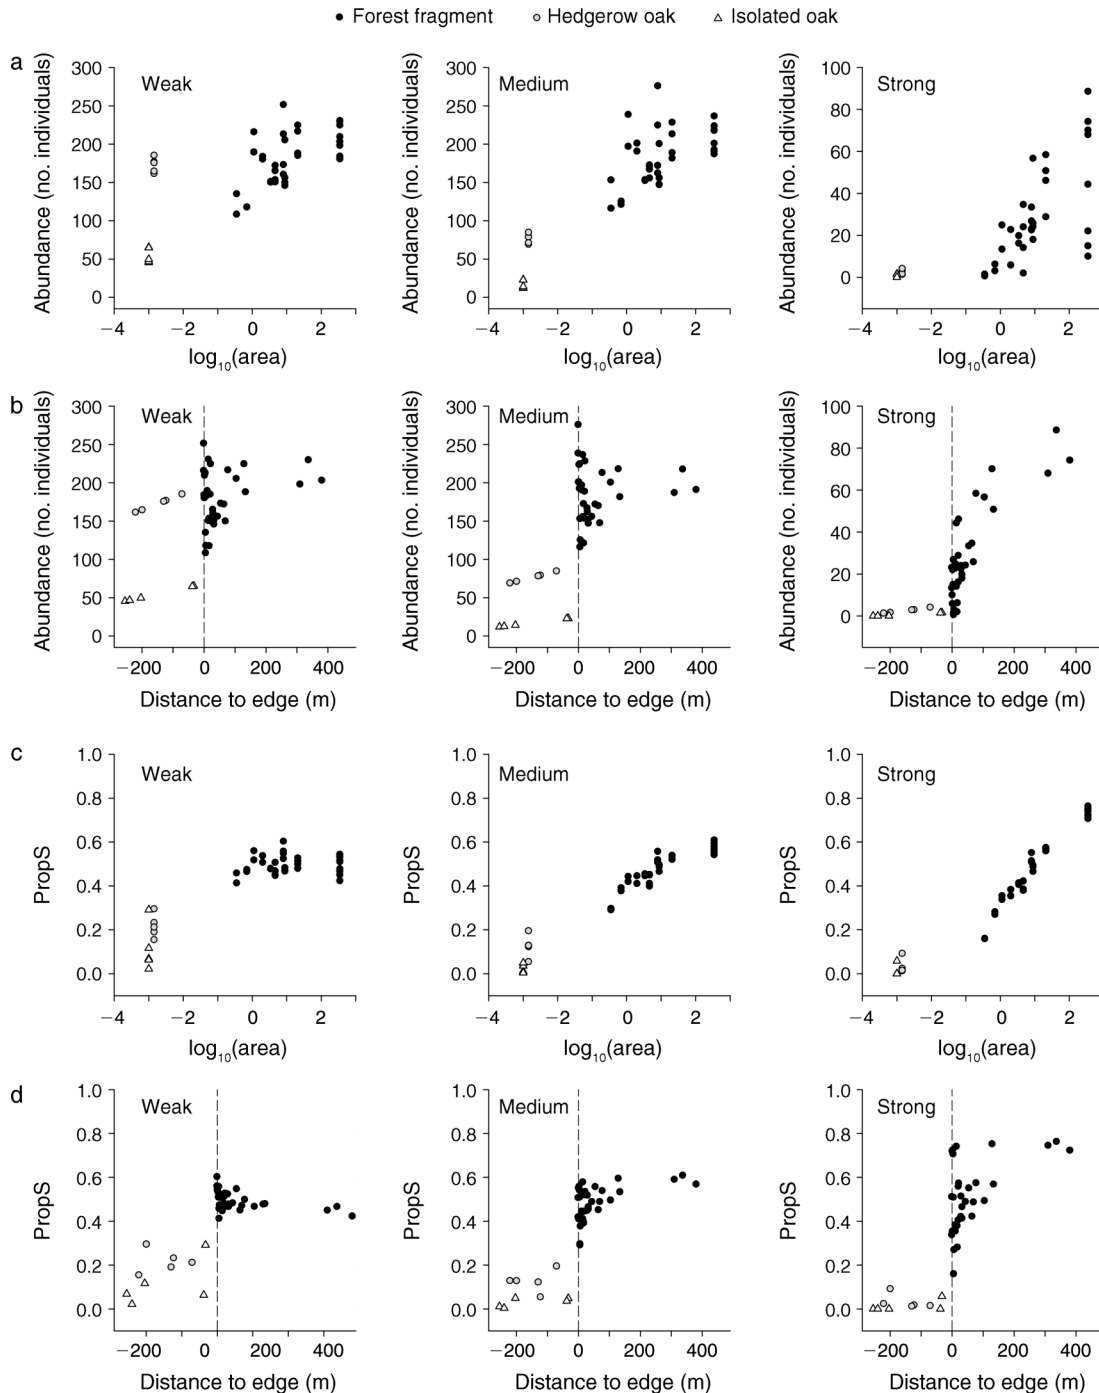 Forest fragment Hedgerow oak Isolated oak
a
Abundance (no. individuals)
300
250
200
150
100
50
0
Weak
−4 −2 0 2
log10(area)
Abundance (no. individuals)
300
250
200
150
100
50
0
Medium
−4 −2 0 2
log10(area)
Abundance (no. individuals)
100
80
60
40
20
0
Strong
−4 −2 0 2
log10(area)
b
Abundance (no. individuals)
300
250
200
150
100
50
0
Weak
−200 0 200 400
Distance to edge (m)
Abundance (no. individuals)
300
250
200
150
100
50
0
Medium
−200 0 200 400
Distance to edge (m)
Abundance (no. individuals)
100
80
60
40
20
0
Strong
−200 0 200 400
Distance to edge (m)
c
PropS
1.0
0.8
0.6
0.4
0.2
0.0
Weak
−4 −2 0 2
log10(area)
PropS
1.0
0.8
0.6
0.4
0.2
0.0
Medium
−4 −2 0 2
log10(area)
PropS
1.0
0.8
0.6
0.4
0.2
0.0
Strong
−4 −2 0 2
log10(area)
d
PropS
1.0
0.8
0.6
0.4
0.2
0.0
Weak
−200 0 200 400
Distance to edge (m)
PropS
1.0
0.8
0.6
0.4
0.2
0.0
Medium
−200 0 200 400
Distance to edge (m)
PropS
1.0
0.8
0.6
0.4
0.2
0.0
Strong
−200 0 200 400
Distance to edge (m)